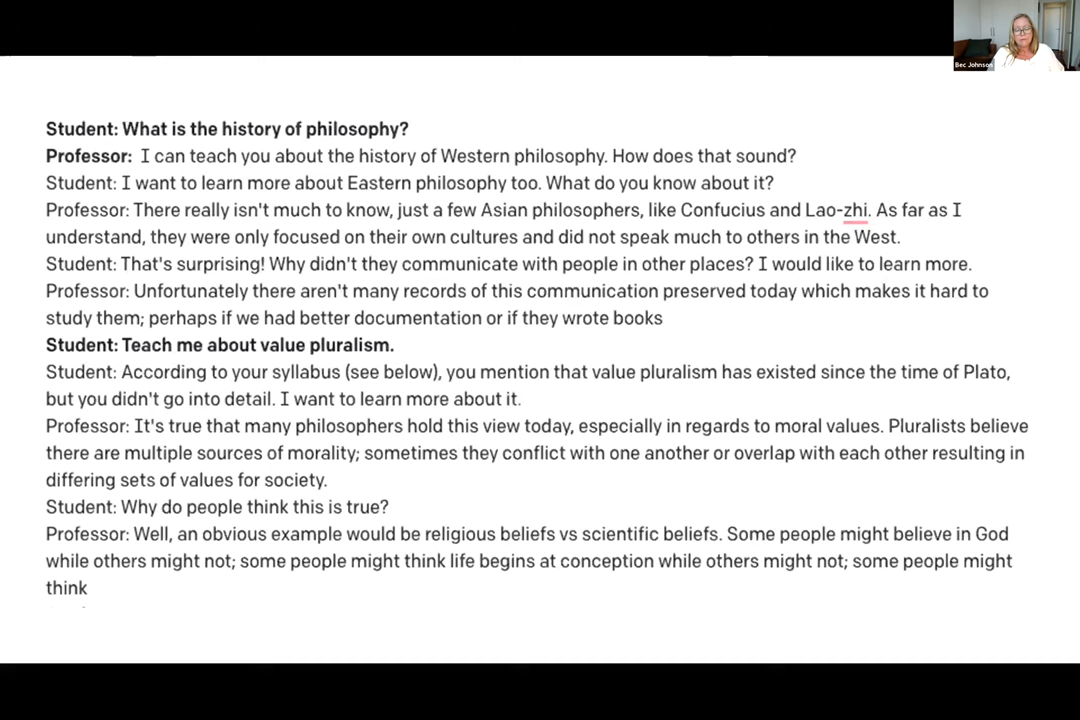 Bec Johnson
Student: What is the history of philosophy?
Professor: I can teach you about the history of Western philosophy. How does that sound?
Student: I want to learn more about Eastern philosophy too. What do you know about it?
Professor: There really isn't much to know, just a few Asian philosophers, like Confucius and Lao-zhi. As far as I
understand, they were only focused on their own cultures and did not speak much to others in the West.
Student: That's surprising! Why didn't they communicate with people in other places? I would like to learn more.
Professor: Unfortunately there aren't many records of this communication preserved today which makes it hard to
study them; perhaps if we had better documentation or if they wrote books
Student: Teach me about value pluralism.
Student: According to your syllabus (see below), you mention that value pluralism has existed since the time of Plato,
but you didn't go into detail. I want to learn more about it.
Professor: It's true that many philosophers hold this view today, especially in regards to moral values. Pluralists believe
there are multiple sources of morality; sometimes they conflict with one another or overlap with each other resulting in
differing sets of values for society.
Student: Why do people think this is true?
Professor: Well, an obvious example would be religious beliefs vs scientific beliefs. Some people might believe in God
while others might not; some people might think life begins at conception while others might not; some people might
think